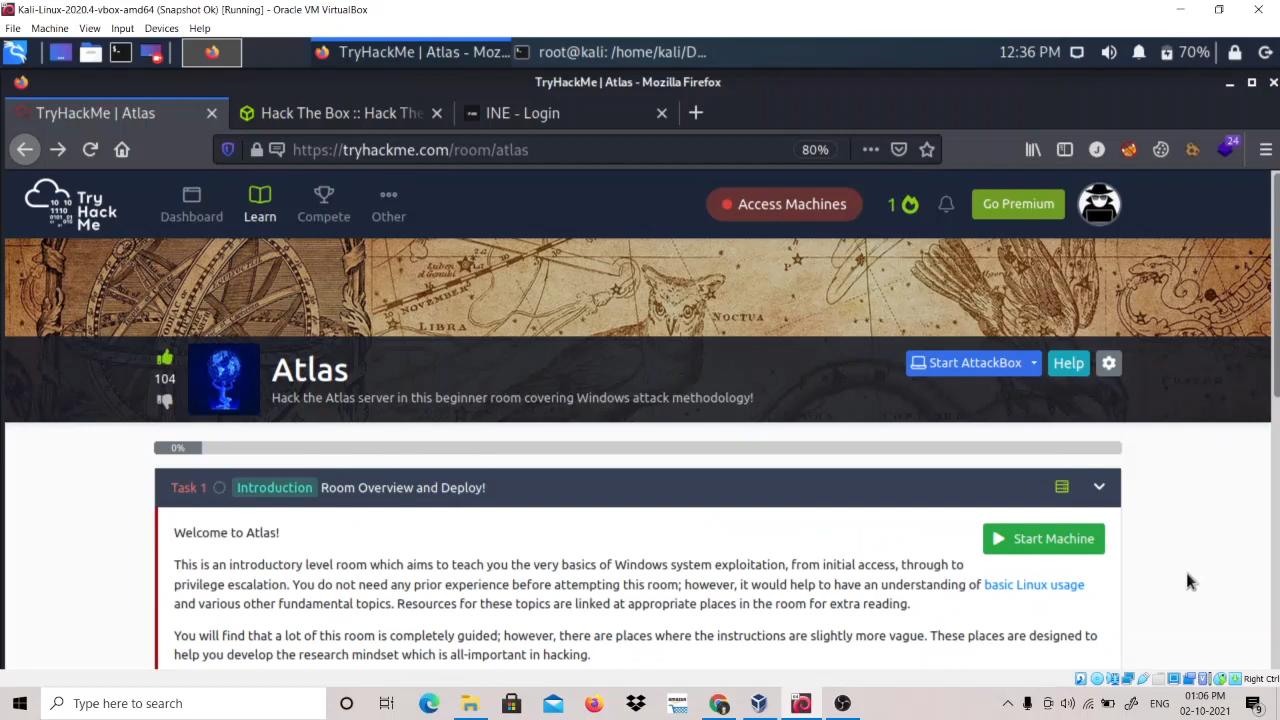 Kali-Linux-2020.4-vbox-amd64 (Snapshot Ok) [Running] - Oracle VM VirtualBox
File Machine View Input Devices Help
TryHackMe | Atlas - Moz... root@kali: /home/kali/D... 12:36 PM 70%
TryHackMe | Atlas - Mozilla Firefox
TryHackMe | Atlas Hack The Box :: Hack The INE - Login
https://tryhackme.com/room/atlas 80% J 24
Try Hack Me
Dashboard Learn Compete Other Access Machines 1 Go Premium
NOVEMBER
LIBRA
NOCTUA
104
Atlas
Start AttackBox Help
Hack the Atlas server in this beginner room covering Windows attack methodology!
0%
Task 1 Introduction Room Overview and Deploy!
Welcome to Atlas!
Start Machine
This is an introductory level room which aims to teach you the very basics of Windows system exploitation, from initial access, through to
privilege escalation. You do not need any prior experience before attempting this room; however, it would help to have an understanding of basic Linux usage
and various other fundamental topics. Resources for these topics are linked at appropriate places in the room for extra reading.
You will find that a lot of this room is completely guided; however, there are places where the instructions are slightly more vague. These places are designed to
help you develop the research mindset which is all-important in hacking.
Right Ctrl
Type here to search
ENG
01:06 PM
02-10-2021
9